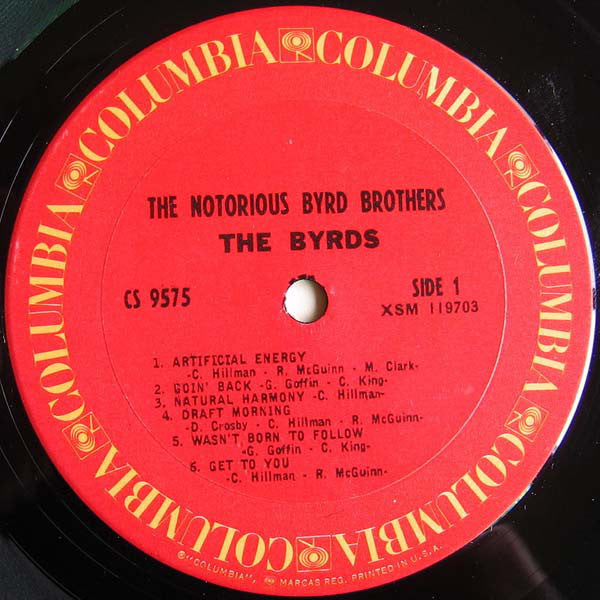 COLUMBIA COLUMBIA COLUMBIA COLUMBIA COLUMBIA COLUMBIA
THE NOTORIOUS BYRD BROTHERS
THE BYRDS
CS 9575
SIDE 1
XSM 119703
1. ARTIFICIAL ENERGY
-C. Hillman - R. McGuinn - M. Clark-
2. GOIN' BACK -G. Goffin - C. King-
3. NATURAL HARMONY -C. Hillman-
4. DRAFT MORNING
-D. Crosby - C. Hillman - R. McGuinn-
5. WASN'T BORN TO FOLLOW
-G. Goffin - C. King-
6. GET TO YOU
-C. Hillman - R. McGuinn-
®"COLUMBIA", MARCAS REG. PRINTED IN U.S.A.